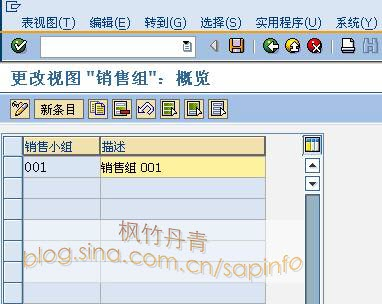 表视图(T) 编辑(E) 转到(G) 选择(S) 实用程序(U) 系统(Y)
更改视图 "销售组": 概览
新条目
销售小组 描述
001 销售组 001
枫竹丹青
blog.sina.com.cn/sapinfo